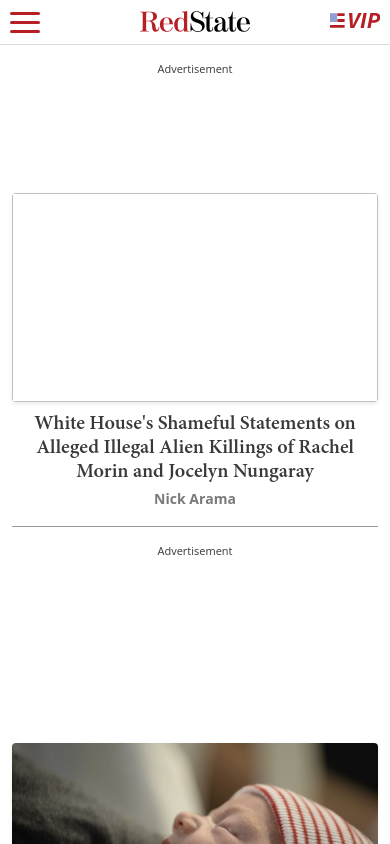 RedState
VIP
Advertisement
White House's Shameful Statements on
Alleged Illegal Alien Killings of Rachel
Morin and Jocelyn Nungaray
Nick Arama
Advertisement